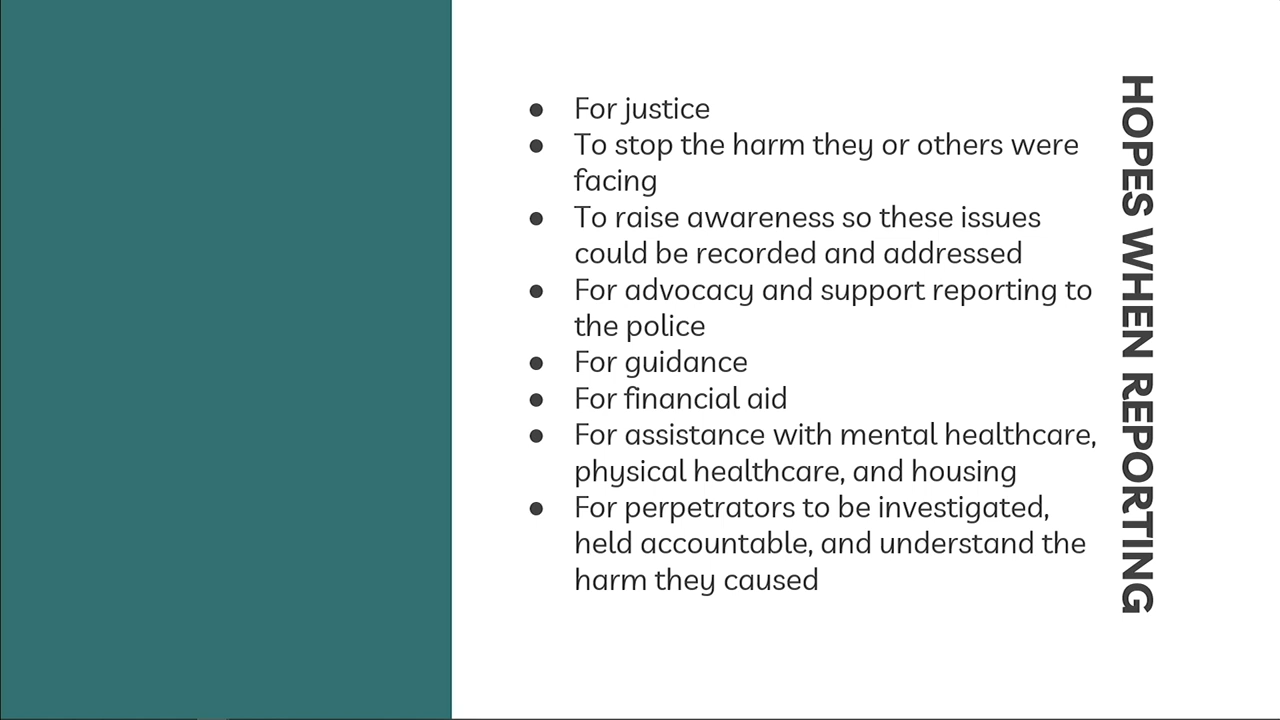 HOPES WHEN REPORTING
● For justice
● To stop the harm they or others were
facing
● To raise awareness so these issues
could be recorded and addressed
● For advocacy and support reporting to
the police
● For guidance
● For financial aid
● For assistance with mental healthcare,
physical healthcare, and housing
● For perpetrators to be investigated,
held accountable, and understand the
harm they caused